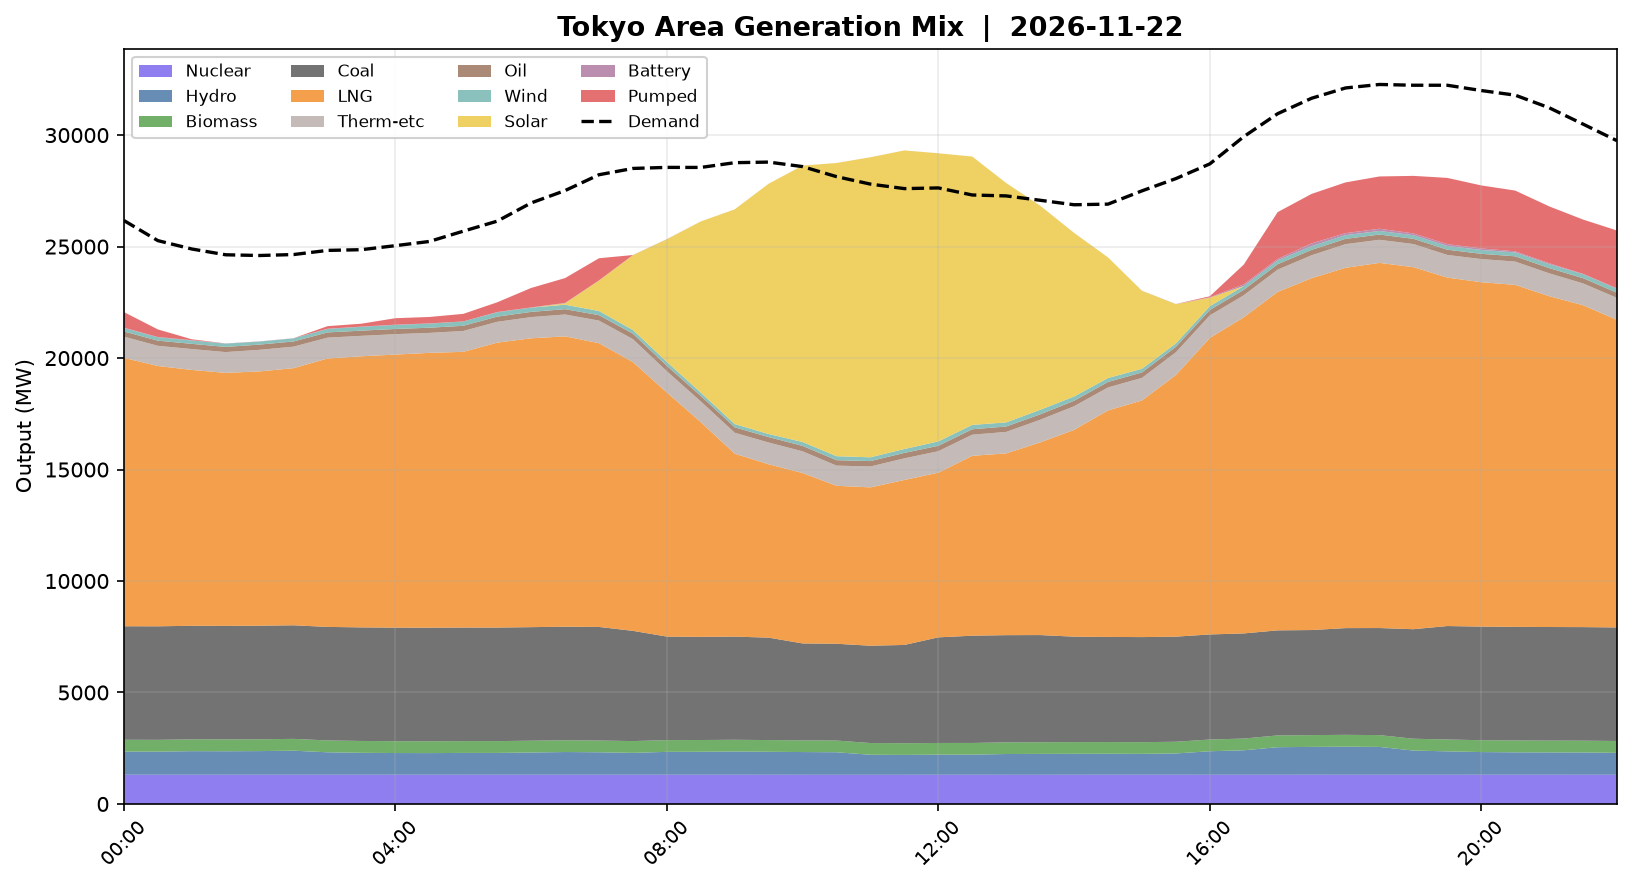 Tokyo Area Generation Mix | 2026-11-22
Nuclear Coal Oil Battery
Hydro LNG Wind Pumped
Biomass Therm-etc Solar Demand
Output (MW)
30000
25000
20000
15000
10000
5000
0
00:00 04:00 08:00 12:00 16:00 20:00